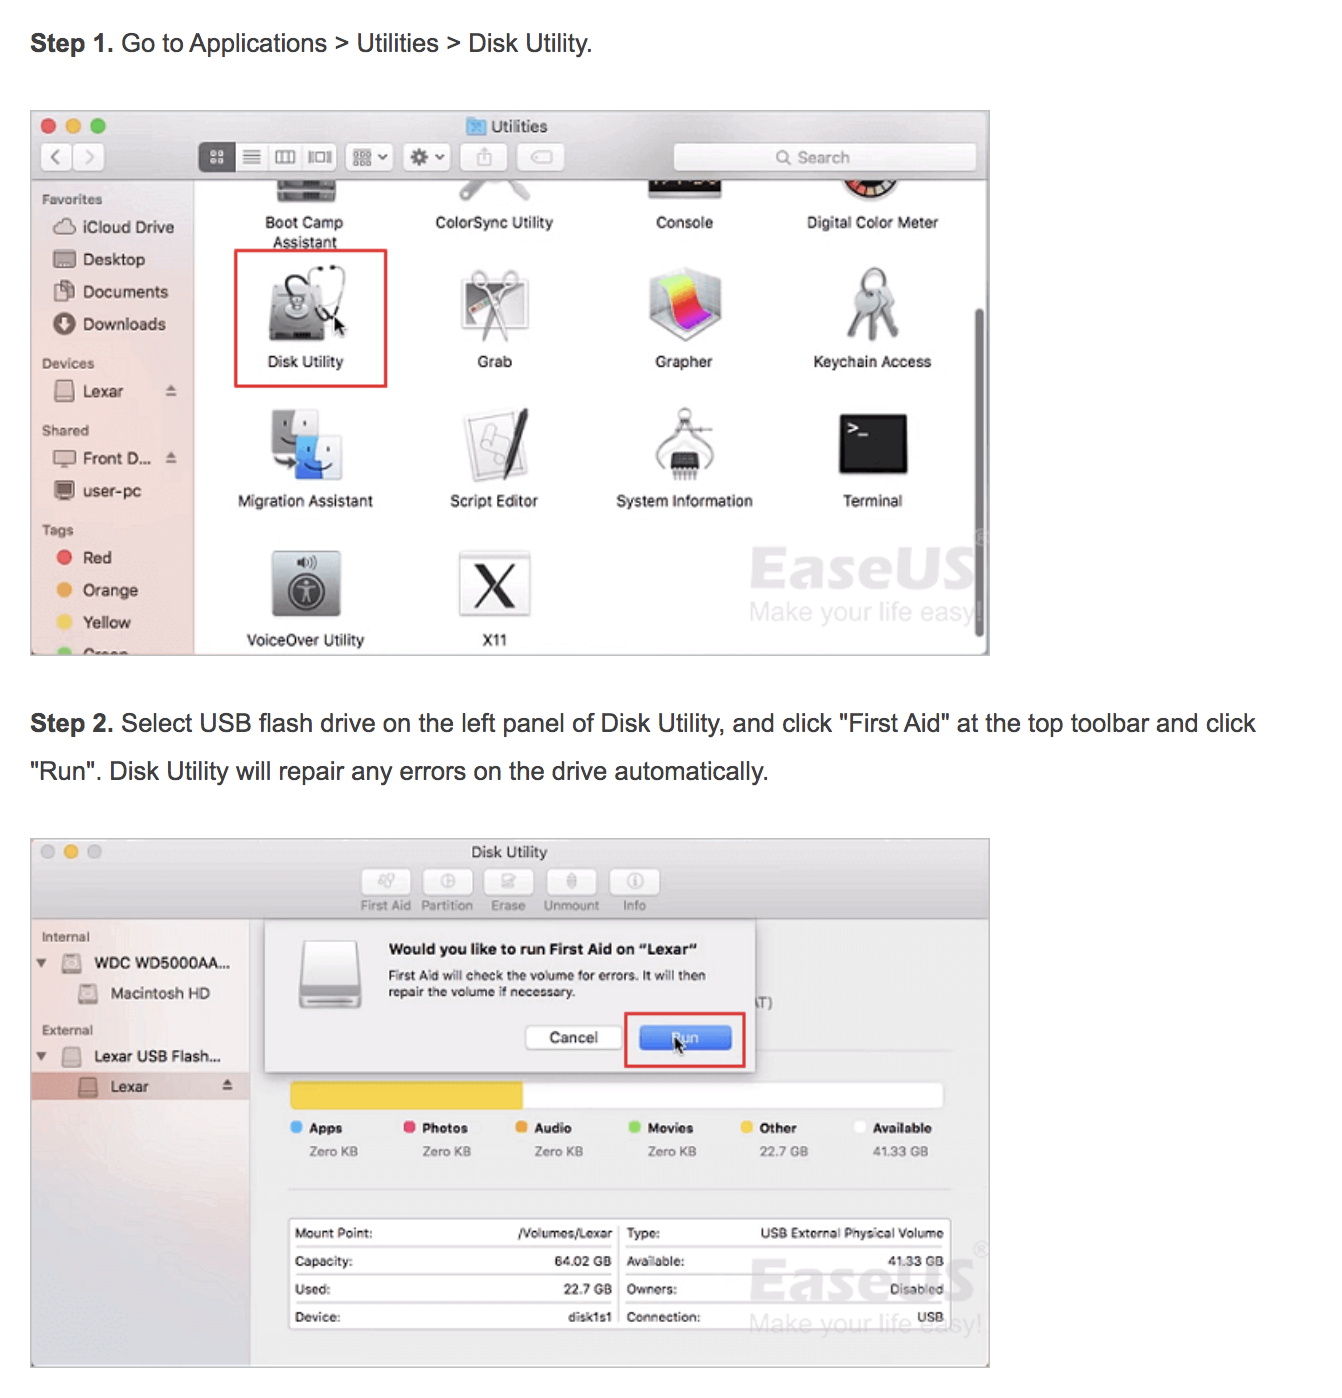 Step 1. Go to Applications > Utilities > Disk Utility.
Utilities
Search
Favorites
iCloud Drive
Desktop
Documents
Downloads
Devices
Lexar
Shared
Front D...
user-pc
Tags
Red
Orange
Yellow
Green
Boot Camp
Assistant
ColorSync Utility
Console
Digital Color Meter
Disk Utility
Grab
Grapher
Keychain Access
Migration Assistant
Script Editor
System Information
Terminal
VoiceOver Utility
X11
EaseUS
Make your life easy!
Step 2. Select USB flash drive on the left panel of Disk Utility, and click "First Aid" at the top toolbar and click
"Run". Disk Utility will repair any errors on the drive automatically.
Disk Utility
First Aid Partition Erase Unmount Info
Internal
WDC WD5000AA...
Macintosh HD
External
Lexar USB Flash...
Lexar
Would you like to run First Aid on “Lexar”
First Aid will check the volume for errors. It will then
repair the volume if necessary.
Cancel Run
Apps Photos Audio Movies Other Available
Zero KB Zero KB Zero KB Zero KB 22.7 GB 41.33 GB
Mount Point: /Volumes/Lexar Type: USB External Physical Volume
Capacity: 64.02 GB Available: 41.33 GB
Used: 22.7 GB Owners: Disabled
Device: disk1s1 Connection: USB
EaseUS®
Make your life easy!